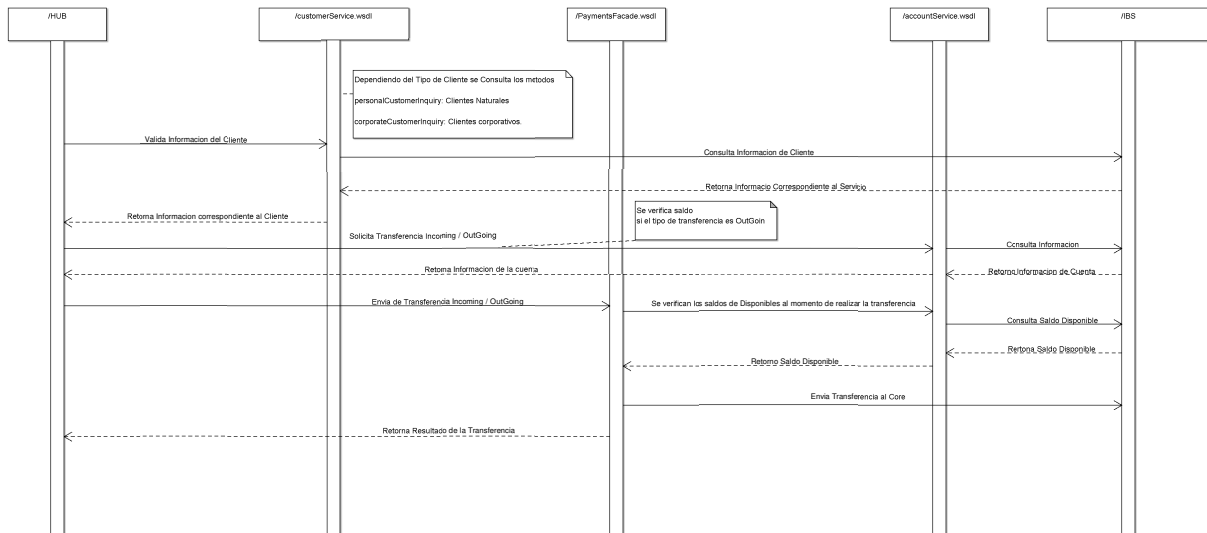 /HUB
/customerService.wsdl
/PaymentsFacade.wsdl
/accountService.wsdl
/IBS
Dependiendo del Tipo de Cliente se Consulta los metodos
personalCustomerInquiry: Clientes Naturales
corporateCustomerInquiry: Clientes corporativos.
Valida Informacion del Cliente
Consulta Informacion de Cliente
Retorna Informacio Correspondiente al Servicio
Retorna Informacion correspondiente al Cliente
Se verifica saldo
si el tipo de transferencia es OutGoin
Solicita Transferencia Incoming / OutGoing
Consulta Informacion
Retorna Informacion de la cuenta
Retorno Informacion de Cuenta
Envia de Transferencia Incoming / OutGoing
Se verifican los saldos de Disponibles al momento de realizar la transferencia
Consulta Saldo Disponible
Rertona Saldo Disponible
Retorno Saldo Disponible
Envia Transferencia al Core
Retorna Resultado de la Transferencia